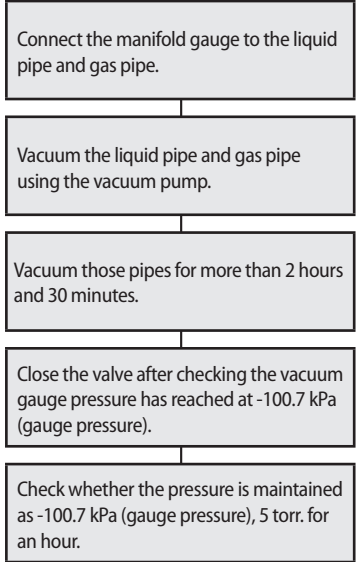 Connect the manifold gauge to the liquid
pipe and gas pipe.
Vacuum the liquid pipe and gas pipe
using the vacuum pump.
Vacuum those pipes for more than 2 hours
and 30 minutes.
Close the valve after checking the vacuum
gauge pressure has reached at -100.7 kPa
(gauge pressure).
Check whether the pressure is maintained
as -100.7 kPa (gauge pressure), 5 torr. for
an hour.